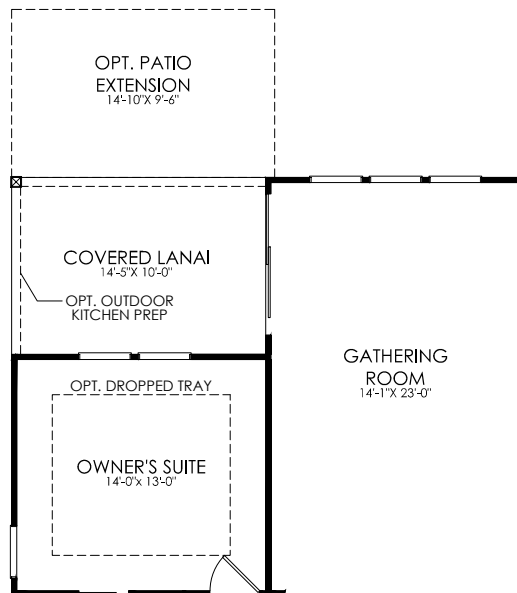 OPT. PATIO
EXTENSION
14'-10"X 9'-6"
COVERED LANAI
14'-5"X 10'-0"
OPT. OUTDOOR
KITCHEN PREP
GATHERING
ROOM
14'-1"X 23'-0"
OPT. DROPPED TRAY
OWNER'S SUITE
14'-0"x 13'-0"